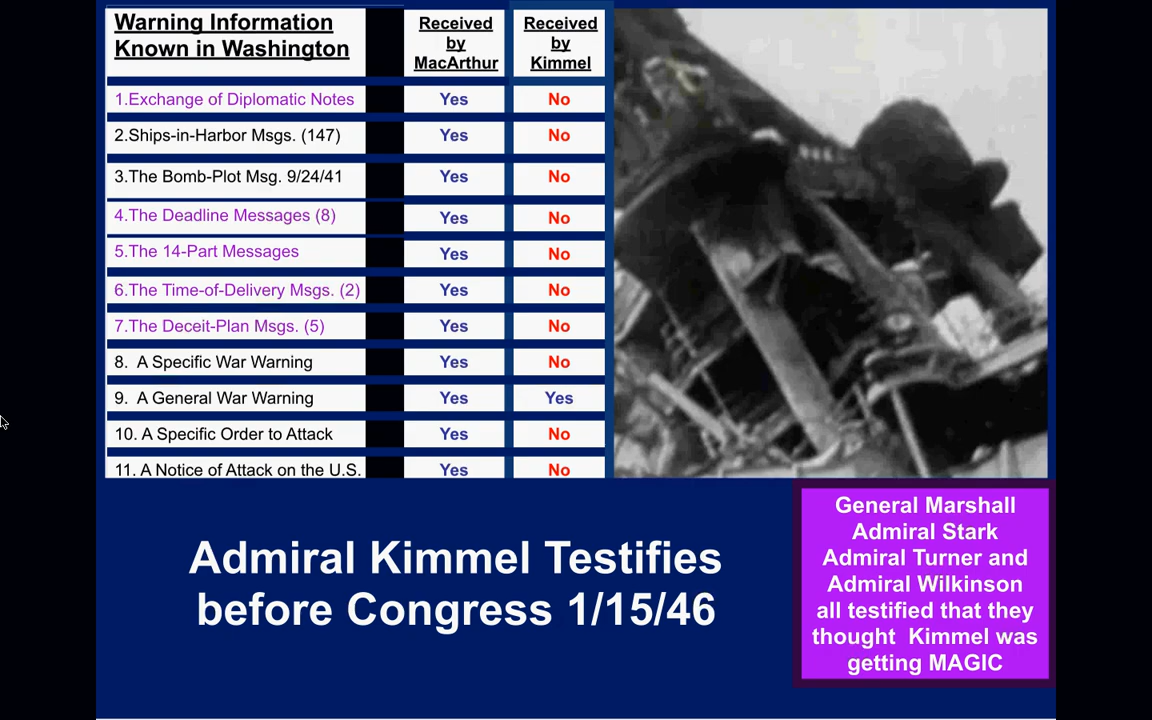 Warning Information
Known in Washington
Received
by
MacArthur
Received
by
Kimmel
1.Exchange of Diplomatic Notes Yes No
2.Ships-in-Harbor Msgs. (147) Yes No
3.The Bomb-Plot Msg. 9/24/41 Yes No
4.The Deadline Messages (8) Yes No
5.The 14-Part Messages Yes No
6.The Time-of-Delivery Msgs. (2) Yes No
7.The Deceit-Plan Msgs. (5) Yes No
8. A Specific War Warning Yes No
9. A General War Warning Yes Yes
10. A Specific Order to Attack Yes No
11. A Notice of Attack on the U.S. Yes No
Admiral Kimmel Testifies
before Congress 1/15/46
General Marshall
Admiral Stark
Admiral Turner and
Admiral Wilkinson
all testified that they
thought Kimmel was
getting MAGIC